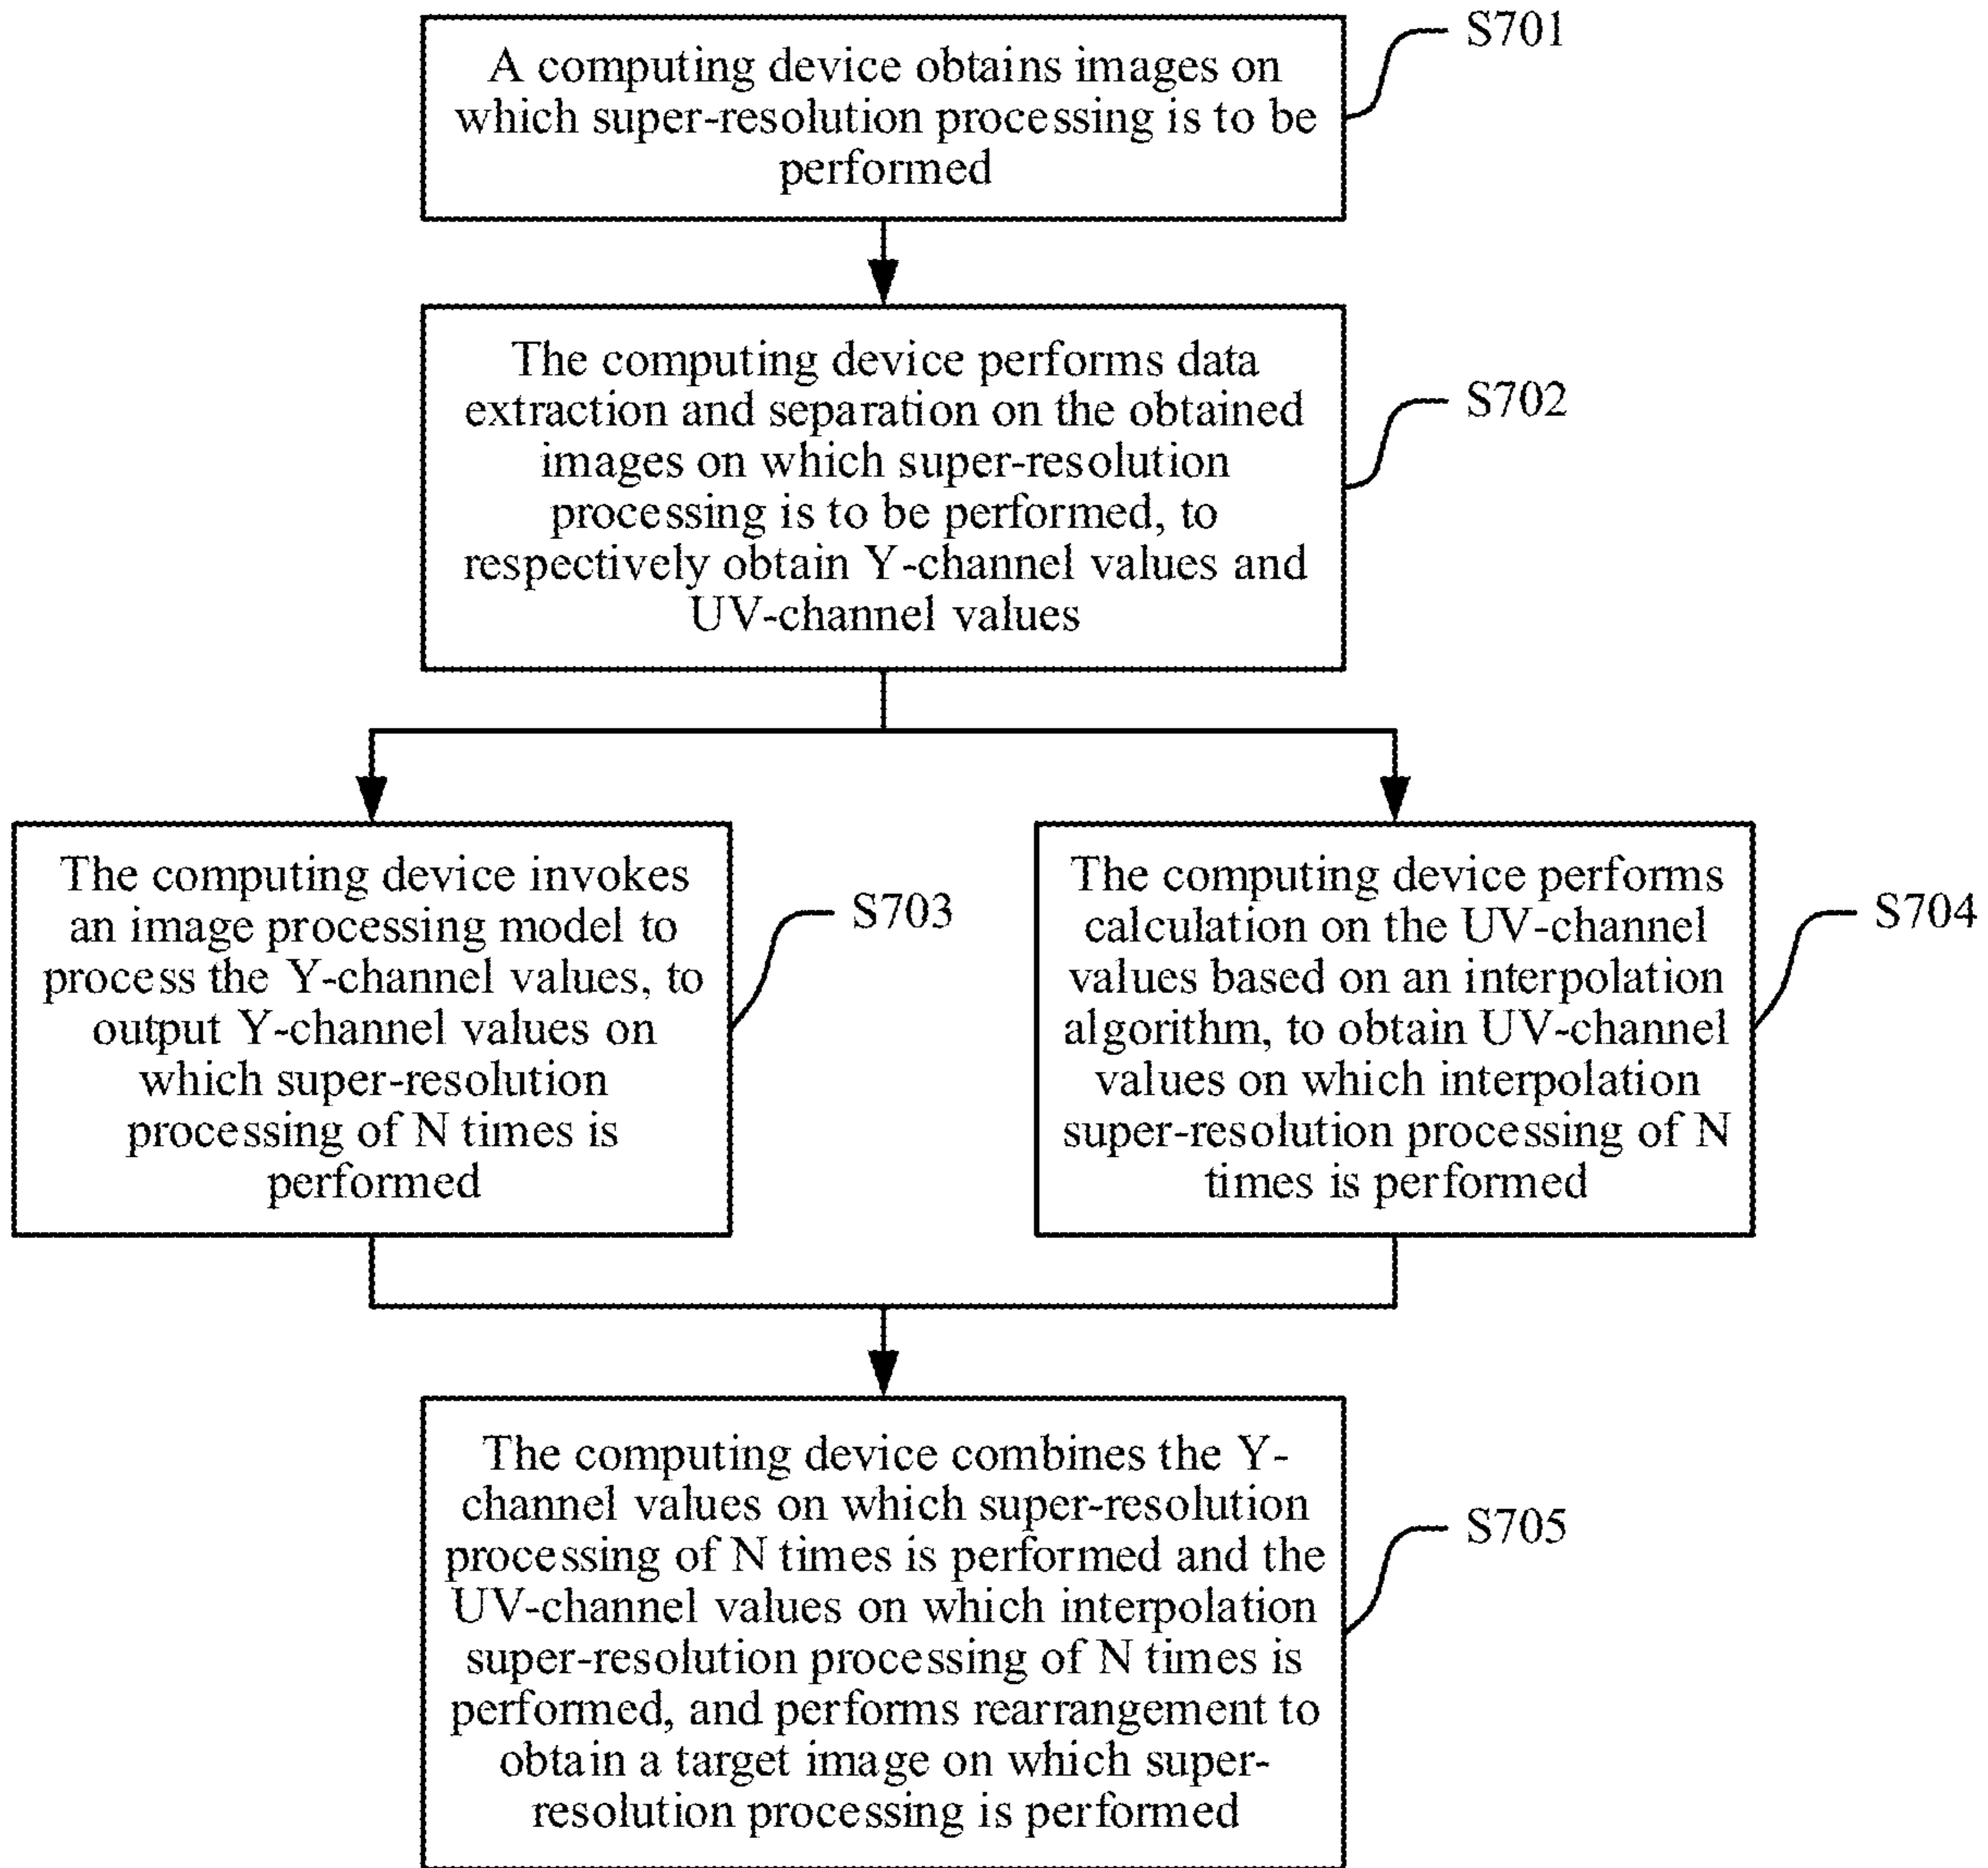 A computing device obtains images on
which super-resolution processing is to be
performed
S701
The computing device performs data
extraction and separation on the obtained
images on which super-resolution
processing is to be performed, to
respectively obtain Y-channel values and
UV-channel values
S702
The computing device invokes
an image processing model to
process the Y-channel values, to
output Y-channel values on
which super-resolution
processing of N times is
performed
S703
The computing device performs
calculation on the UV-channel
values based on an interpolation
algorithm, to obtain UV-channel
values on which interpolation
super-resolution processing of N
times is performed
S704
The computing device combines the Y-
channel values on which super-resolution
processing of N times is performed and the
UV-channel values on which interpolation
super-resolution processing of N times is
performed, and performs rearrangement to
obtain a target image on which super-
resolution processing is performed
S705